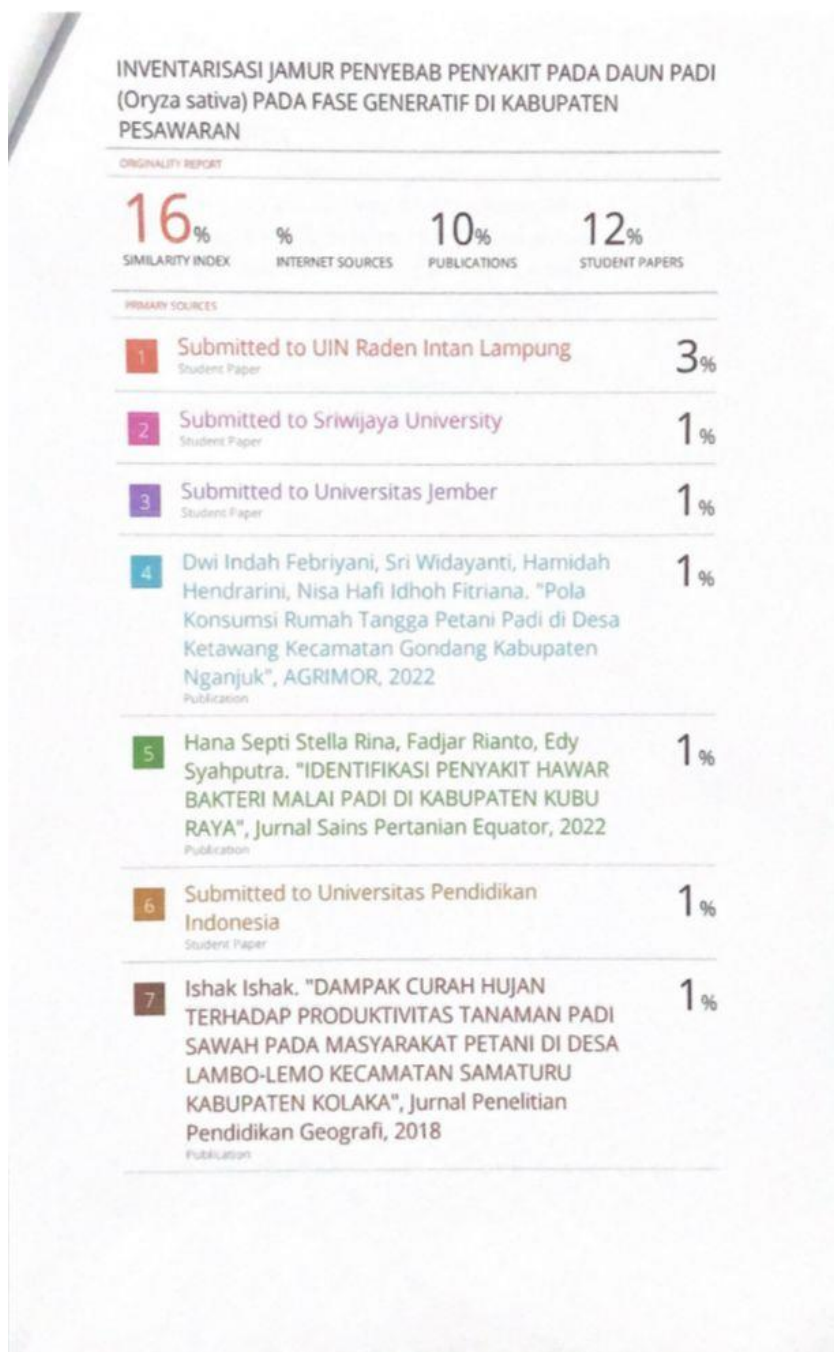 INVENTARISASI JAMUR PENYEBAB PENYAKIT PADA DAUN PADI
(Oryza sativa) PADA FASE GENERATIF DI KABUPATEN
PESAWARAN
ORIGINALITY REPORT
16%
SIMILARITY INDEX
%
INTERNET SOURCES
10%
PUBLICATIONS
12%
STUDENT PAPERS
PRIMARY SOURCES
1
Submitted to UIN Raden Intan Lampung
Student Paper
3%
2
Submitted to Sriwijaya University
Student Paper
1%
3
Submitted to Universitas Jember
Student Paper
1%
4
Dwi Indah Febriyani, Sri Widayanti, Hamidah
Hendrarini, Nisa Hafi Idhoh Fitriana. "Pola
Konsumsi Rumah Tangga Petani Padi di Desa
Ketawang Kecamatan Gondang Kabupaten
Nganjuk", AGRIMOR, 2022
Publication
1%
5
Hana Septi Stella Rina, Fadjar Rianto, Edy
Syahputra. "IDENTIFIKASI PENYAKIT HAWAR
BAKTERI MALAI PADI DI KABUPATEN KUBU
RAYA", Jurnal Sains Pertanian Equator, 2022
Publication
1%
6
Submitted to Universitas Pendidikan
Indonesia
Student Paper
1%
7
Ishak Ishak. "DAMPAK CURAH HUJAN
TERHADAP PRODUKTIVITAS TANAMAN PADI
SAWAH PADA MASYARAKAT PETANI DI DESA
LAMBO-LEMO KECAMATAN SAMATURU
KABUPATEN KOLAKA", Jurnal Penelitian
Pendidikan Geografi, 2018
Publication
1%